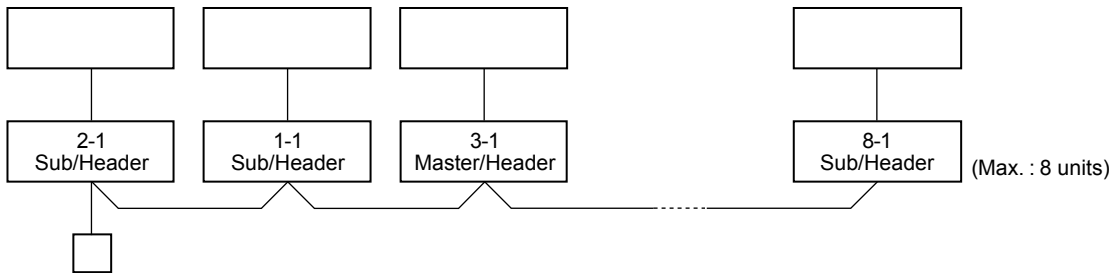 2-1
Sub/Header
1-1
Sub/Header
3-1
Master/Header
8-1
Sub/Header
(Max. : 8 units)